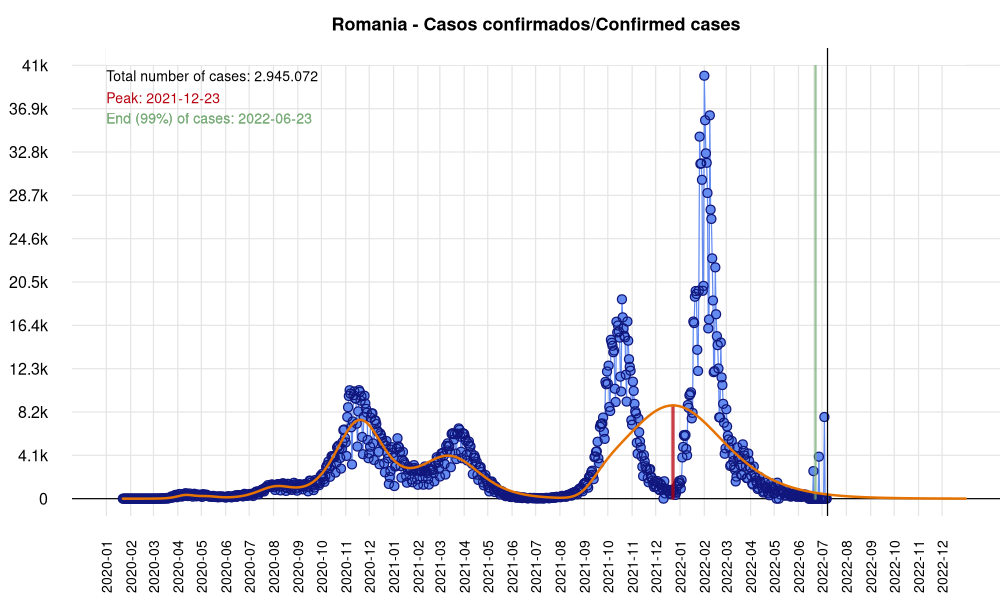 Romania - Casos confirmados/Confirmed cases
Total number of cases: 2.945.072
Peak: 2021-12-23
End (99%) of cases: 2022-06-23
41k
36.9k
32.8k
28.7k
24.6k
20.5k
16.4k
12.3k
8.2k
4.1k
0
2020-01
2020-02
2020-03
2020-04
2020-05
2020-06
2020-07
2020-08
2020-09
2020-10
2020-11
2020-12
2021-01
2021-02
2021-03
2021-04
2021-05
2021-06
2021-07
2021-08
2021-09
2021-10
2021-11
2021-12
2022-01
2022-02
2022-03
2022-04
2022-05
2022-06
2022-07
2022-08
2022-09
2022-10
2022-11
2022-12